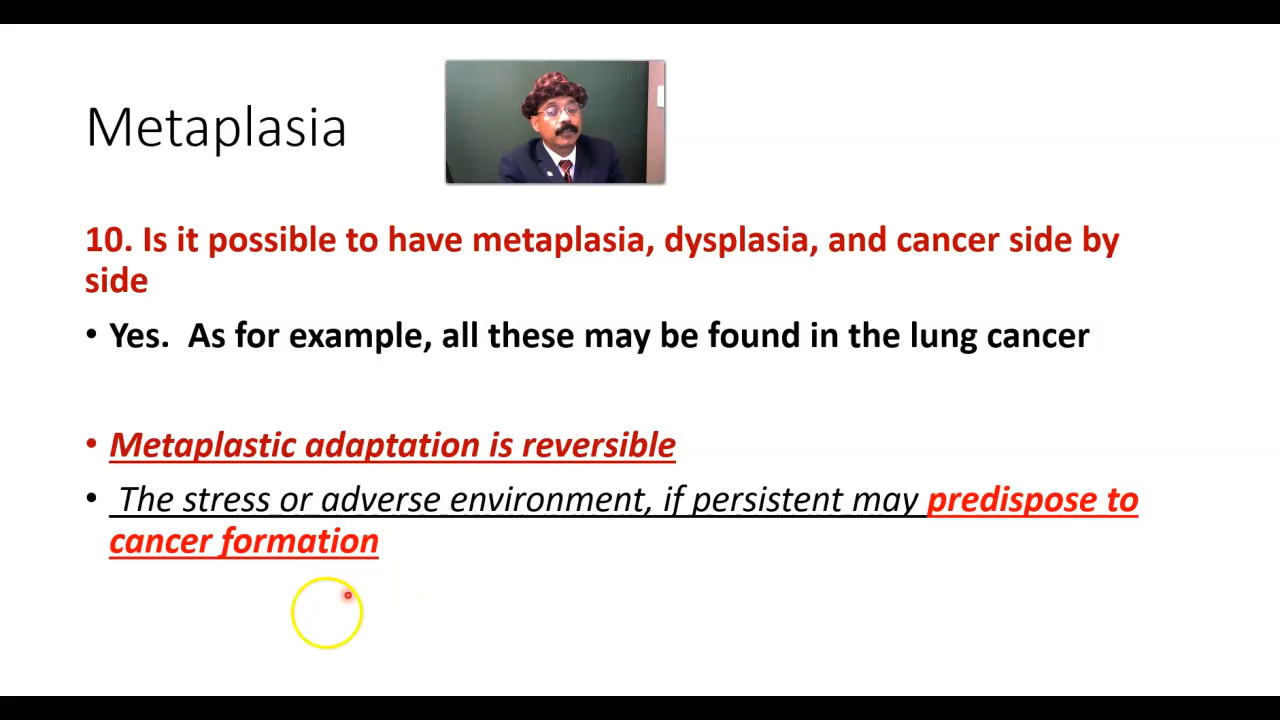 Metaplasia
10. Is it possible to have metaplasia, dysplasia, and cancer side by
side
• Yes.  As for example, all these may be found in the lung cancer
• Metaplastic adaptation is reversible
• The stress or adverse environment, if persistent may predispose to
cancer formation